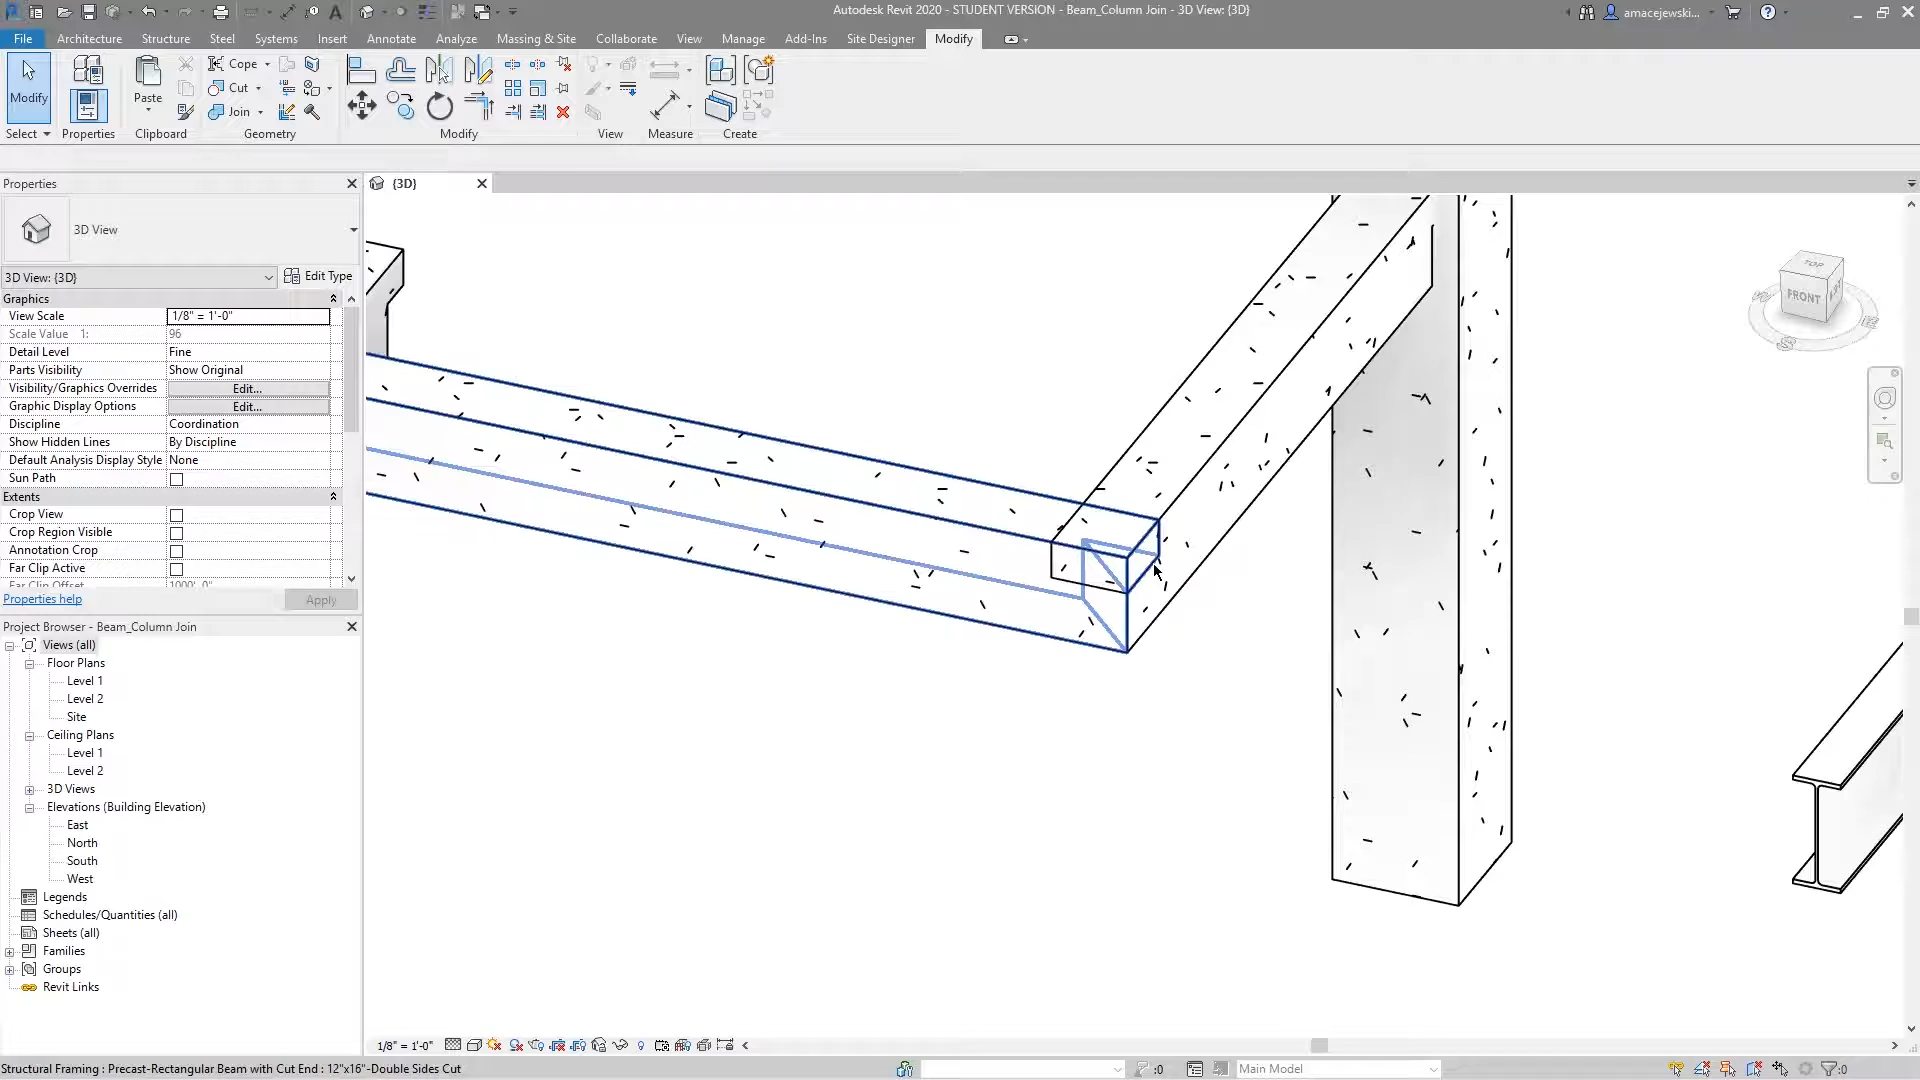 Autodesk Revit 2020 - STUDENT VERSION - Beam_Column Join - 3D View: {3D}
amacejewski...
File
Architecture
Structure
Steel
Systems
Insert
Annotate
Analyze
Massing & Site
Collaborate
View
Manage
Add-Ins
Site Designer
Modify
Modify
Paste
Cope
Cut
Join
Select
Properties
Clipboard
Geometry
Modify
View
Measure
Create
Properties
{3D}
3D View
3D View: {3D}
Edit Type
Graphics
View Scale 1/8" = 1'-0"
Scale Value 1: 96
Detail Level Fine
Parts Visibility Show Original
Visibility/Graphics Overrides Edit...
Graphic Display Options Edit...
Discipline Coordination
Show Hidden Lines By Discipline
Default Analysis Display Style None
Sun Path
Extents
Crop View
Crop Region Visible
Annotation Crop
Far Clip Active
Far Clip Offset 1000' 0"
Properties help
Apply
Project Browser - Beam_Column Join
Views (all)
Floor Plans
Level 1
Level 2
Site
Ceiling Plans
Level 1
Level 2
3D Views
Elevations (Building Elevation)
East
North
South
West
Legends
Schedules/Quantities (all)
Sheets (all)
Families
Groups
Revit Links
TOP
FRONT
S
E
1/8" = 1'-0"
Structural Framing : Precast-Rectangular Beam with Cut End : 12"x16"-Double Sides Cut
:0
Main Model
:0